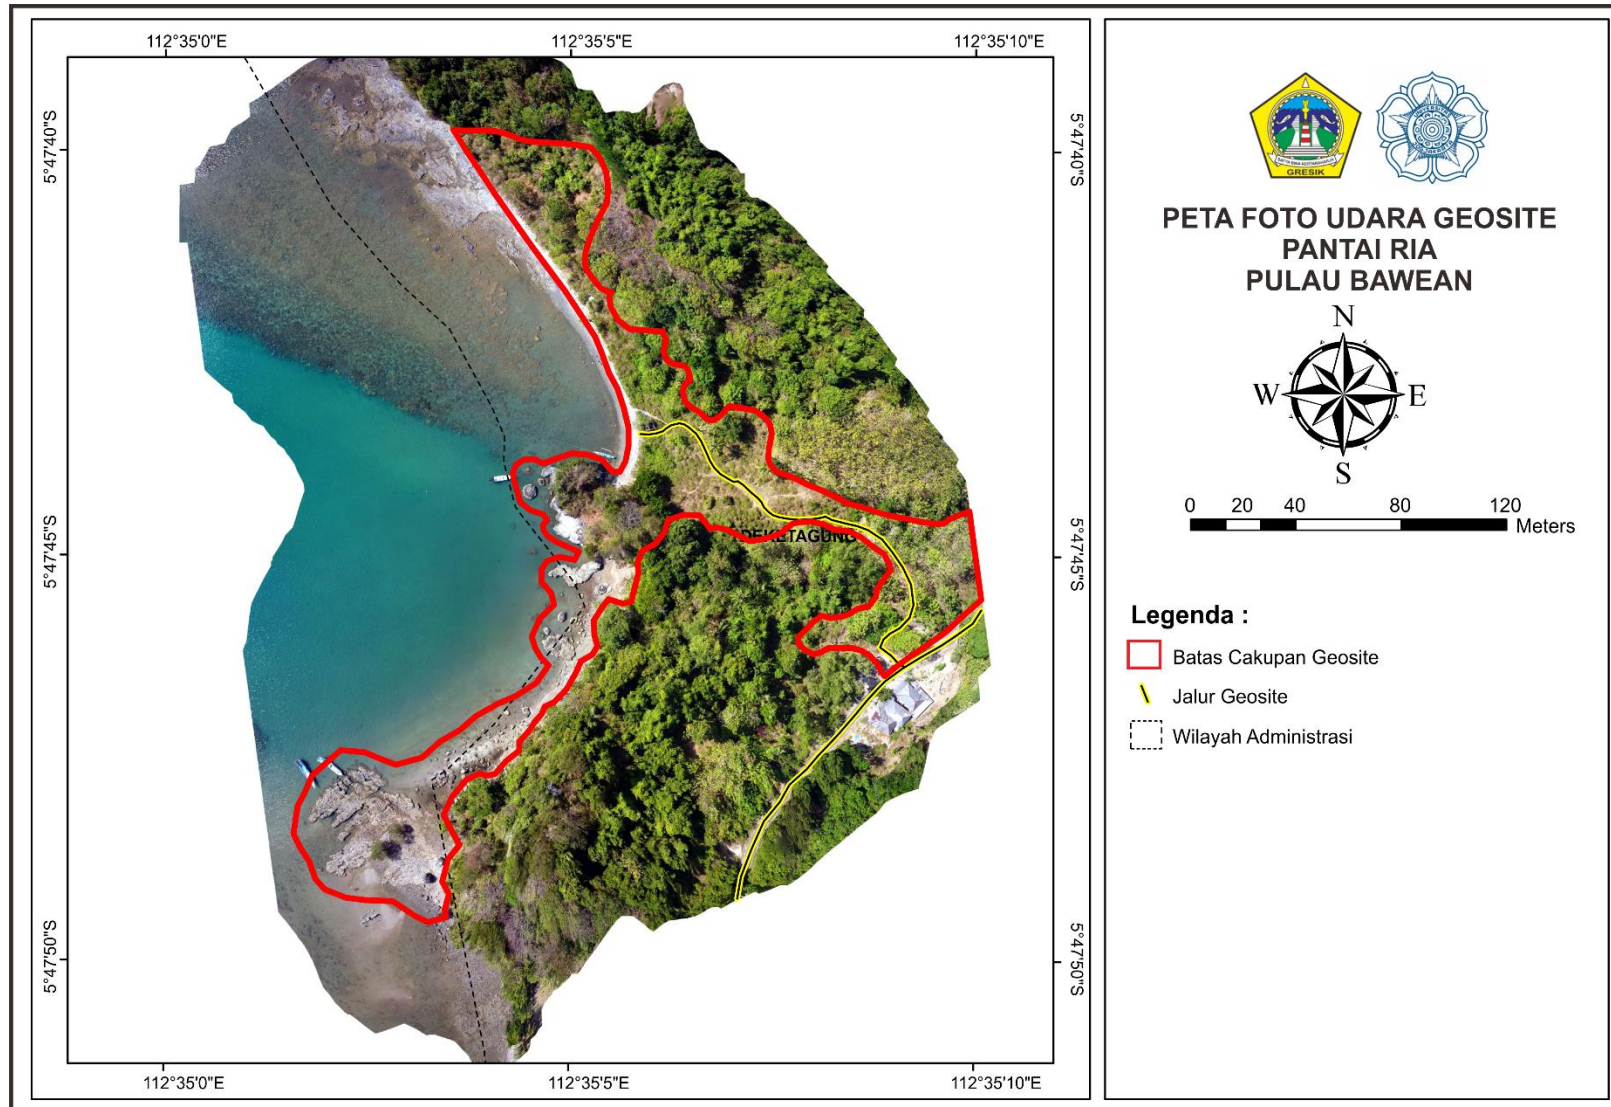 112°35'0"E
112°35'5"E
112°35'10"E
5°47'40"S
5°47'40"S
5°47'45"S
5°47'45"S
5°47'50"S
5°47'50"S
112°35'0"E
112°35'5"E
112°35'10"E
GRESIK
PETA FOTO UDARA GEOSITE
PANTAI RIA
PULAU BAWEAN
N
W
E
S
0 20 40 80 120
Meters
Legenda :
Batas Cakupan Geosite
Jalur Geosite
Wilayah Administrasi